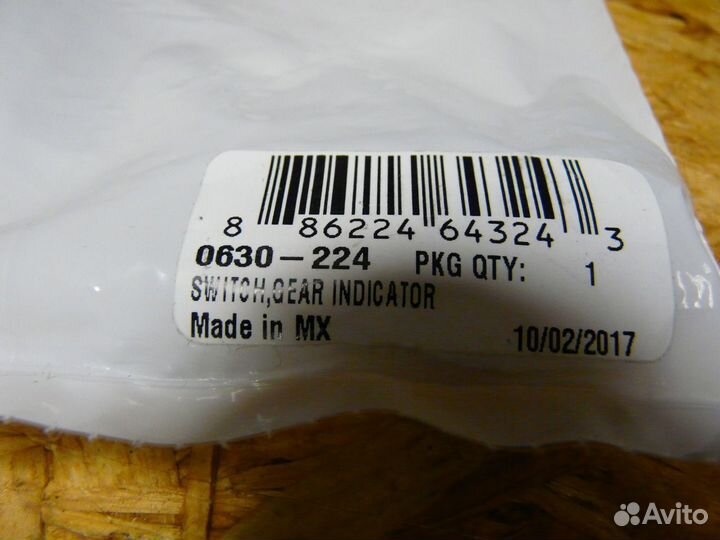 8 86224 64324 3
0630-224 PKG QTY: 1
SWITCH,GEAR INDICATOR
Made in MX 10/02/2017
Avito